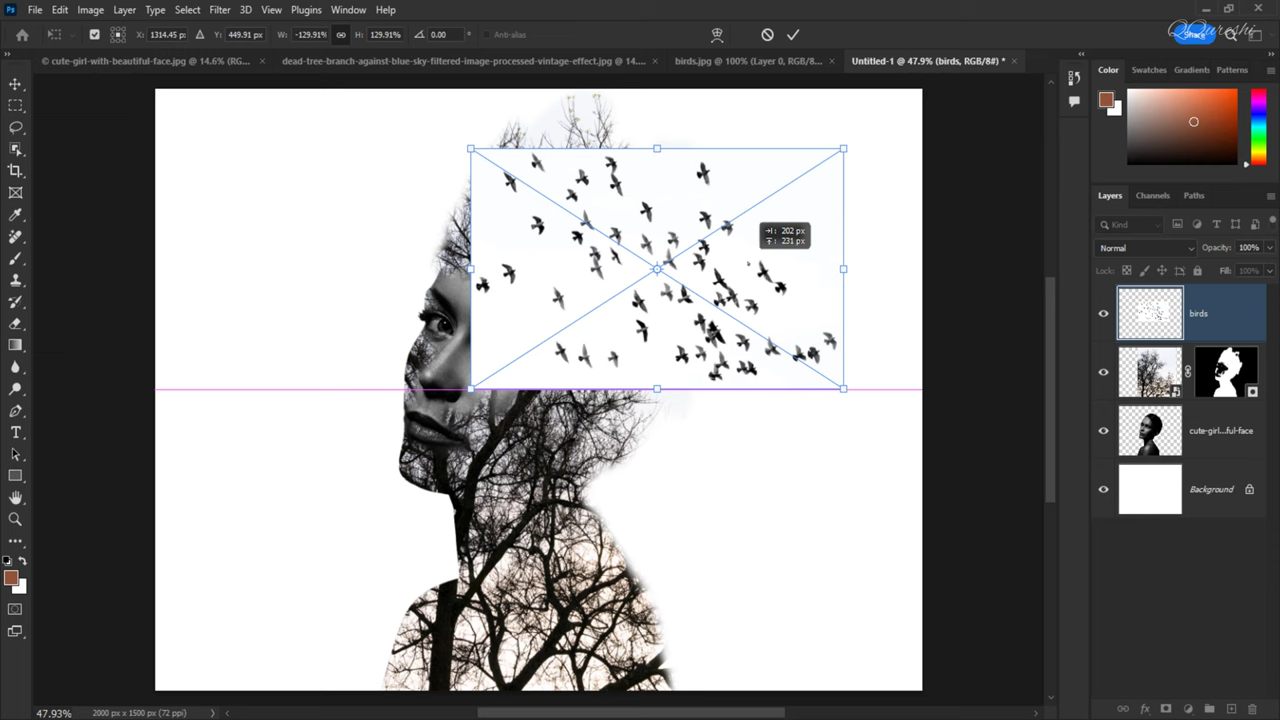 Ps File Edit Image Layer Type Select Filter 3D View Plugins Window Help
X: 1314.45 px Y: 449.91 px W: -129.91% H: 129.91% 0.00 ° Anti-alias Share
QQureshi
© cute-girl-with-beautiful-face.jpg @ 14.6% (RG... × dead-tree-branch-against-blue-sky-filtered-image-processed-vintage-effect.jpg @ 14.... × birds.jpg @ 100% (Layer 0, RGB/8... × Untitled-1 @ 47.9% (birds, RGB/8#) * ×
Color Swatches Gradients Patterns
Layers Channels Paths
Kind
Normal Opacity: 100%
Lock: Fill: 100%
: 202 px
: 231 px
birds
cute-girl...ful-face
Background
47.93% 2000 px x 1500 px (72 ppi)